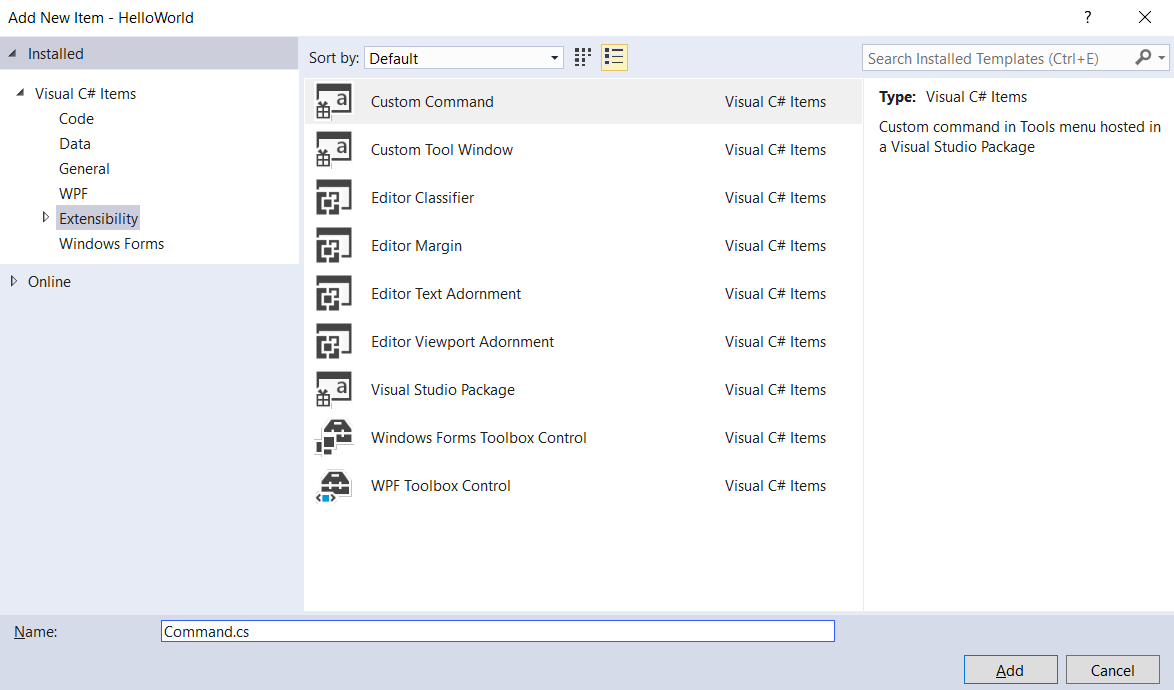 Add New Item - HelloWorld
?
Installed
Visual C# Items
Code
Data
General
WPF
Extensibility
Windows Forms
Online
Sort by: Default
Search Installed Templates (Ctrl+E)
Custom Command Visual C# Items
Custom Tool Window Visual C# Items
Editor Classifier Visual C# Items
Editor Margin Visual C# Items
Editor Text Adornment Visual C# Items
Editor Viewport Adornment Visual C# Items
Visual Studio Package Visual C# Items
Windows Forms Toolbox Control Visual C# Items
WPF Toolbox Control Visual C# Items
Type: Visual C# Items
Custom command in Tools menu hosted in
a Visual Studio Package
Name: Command.cs
Add Cancel